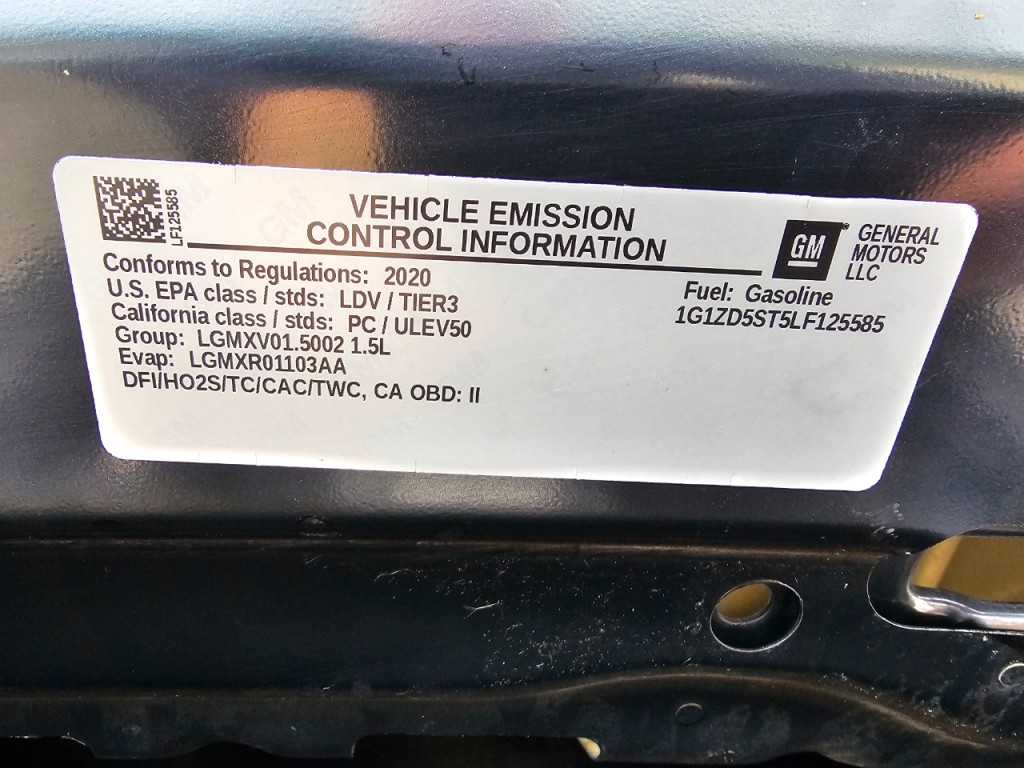 LF125585
VEHICLE EMISSION
CONTROL INFORMATION
GM
GENERAL
MOTORS
LLC
Conforms to Regulations: 2020
U.S. EPA class / stds: LDV / TIER3
California class / stds: PC / ULEV50
Group: LGMXV01.5002 1.5L
Evap: LGMXR01103AA
DFI/HO2S/TC/CAC/TWC, CA OBD: II
Fuel: Gasoline
1G1ZD5ST5LF125585